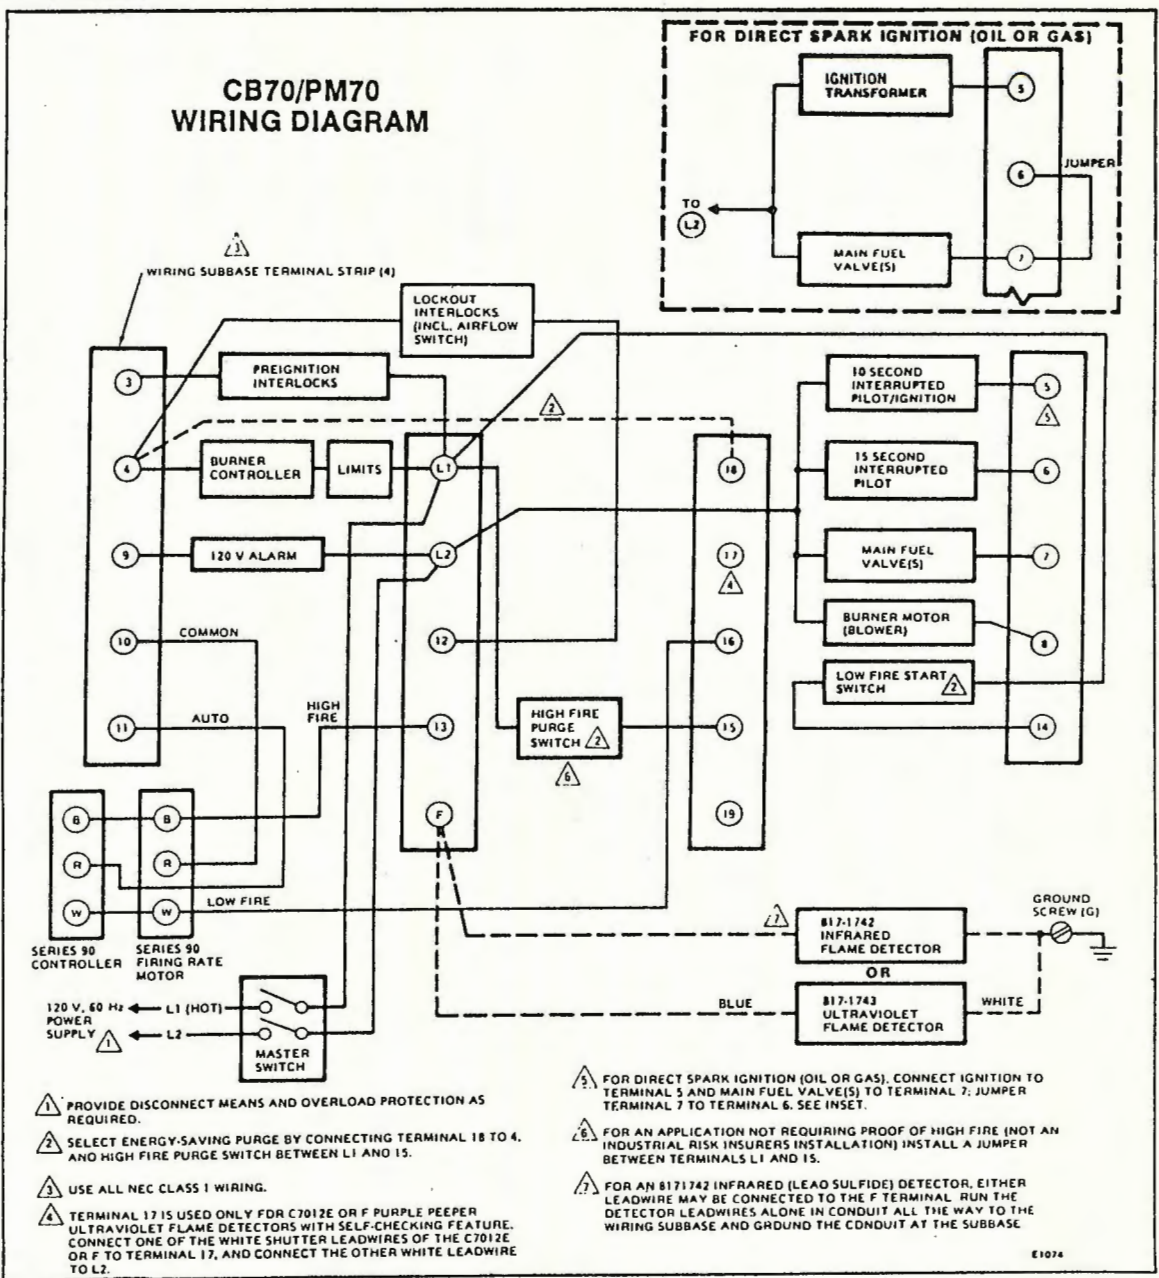 CB70/PM70
WIRING DIAGRAM
FOR DIRECT SPARK IGNITION (OIL OR GAS)
IGNITION
TRANSFORMER
5
6
JUMPER
TO
L2
MAIN FUEL
VALVE(S)
7
3
WIRING SUBBASE TERMINAL STRIP (4)
LOCKOUT
INTERLOCKS
(INCL. AIRFLOW
SWITCH)
3
PREIGNITION
INTERLOCKS
10 SECOND
INTERRUPTED
PILOT/IGNITION
5
5
2
4
BURNER
CONTROLLER
LIMITS
L1
18
15 SECOND
INTERRUPTED
PILOT
6
9
120 V ALARM
L2
17
4
MAIN FUEL
VALVE(S)
7
10
COMMON
12
16
BURNER MOTOR
(BLOWER)
8
LOW FIRE START
SWITCH 2
11
AUTO
HIGH
FIRE
13
HIGH FIRE
PURGE
SWITCH 2
6
15
14
B
B
F
19
R
R
W
W
LOW FIRE
SERIES 90
CONTROLLER
SERIES 90
FIRING RATE
MOTOR
7
817-1742
INFRARED
FLAME DETECTOR
GROUND
SCREW (G)
OR
BLUE
817-1743
ULTRAVIOLET
FLAME DETECTOR
WHITE
120 V, 60 Hz
POWER
SUPPLY 1
L1 (HOT)
L2
MASTER
SWITCH
1 PROVIDE DISCONNECT MEANS AND OVERLOAD PROTECTION AS
REQUIRED.
2 SELECT ENERGY-SAVING PURGE BY CONNECTING TERMINAL 18 TO 4,
AND HIGH FIRE PURGE SWITCH BETWEEN L1 AND 15.
3 USE ALL NEC CLASS 1 WIRING.
4 TERMINAL 17 IS USED ONLY FOR C7012E OR F PURPLE PEEPER
ULTRAVIOLET FLAME DETECTORS WITH SELF-CHECKING FEATURE.
CONNECT ONE OF THE WHITE SHUTTER LEADWIRES OF THE C7012E
OR F TO TERMINAL 17, AND CONNECT THE OTHER WHITE LEADWIRE
TO L2.
5 FOR DIRECT SPARK IGNITION (OIL OR GAS), CONNECT IGNITION TO
TERMINAL 5 AND MAIN FUEL VALVE(S) TO TERMINAL 7; JUMPER
TERMINAL 7 TO TERMINAL 6. SEE INSET.
6 FOR AN APPLICATION NOT REQUIRING PROOF OF HIGH FIRE (NOT AN
INDUSTRIAL RISK INSURERS INSTALLATION) INSTALL A JUMPER
BETWEEN TERMINALS L1 AND 15.
7 FOR AN 8171742 INFRARED (LEAD SULFIDE) DETECTOR, EITHER
LEADWIRE MAY BE CONNECTED TO THE F TERMINAL RUN THE
DETECTOR LEADWIRES ALONE IN CONDUIT ALL THE WAY TO THE
WIRING SUBBASE AND GROUND THE CONDUIT AT THE SUBBASE
E1074